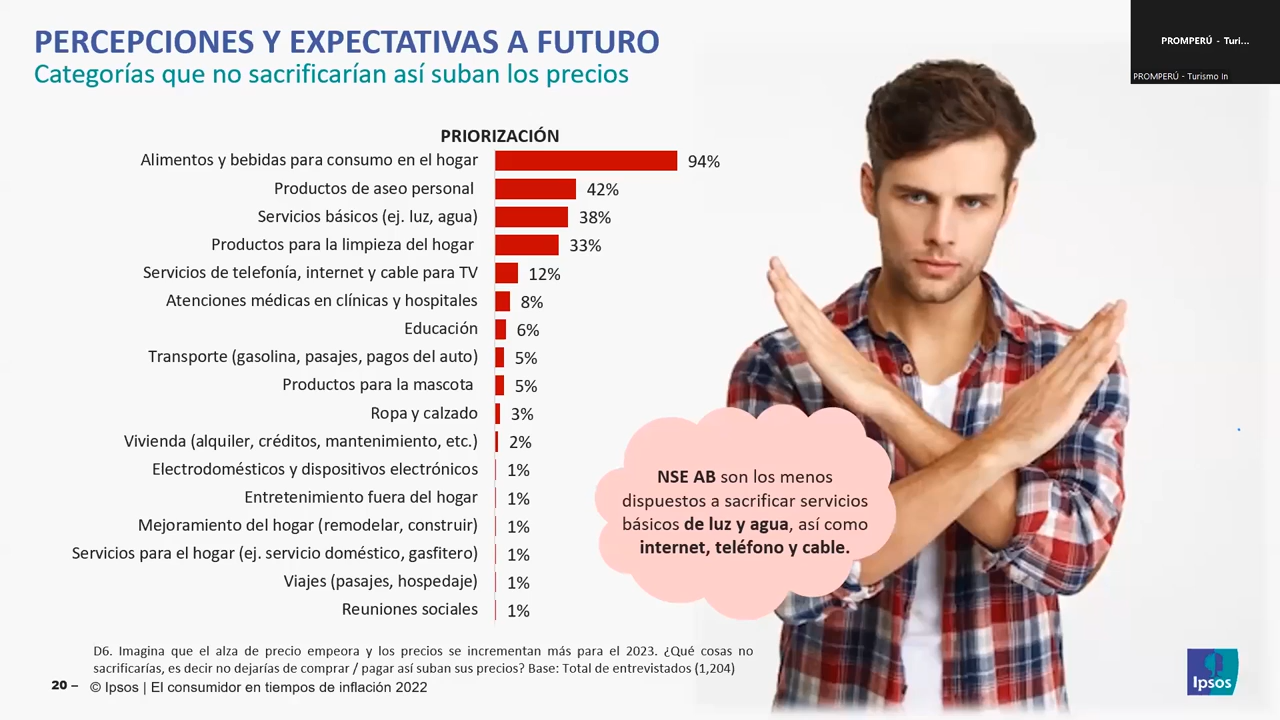 PERCEPCIONES Y EXPECTATIVAS A FUTURO
Categorías que no sacrificarían así suban los precios
PROMPERÚ - Turi...
PROMPERÚ - Turismo In
PRIORIZACIÓN
Alimentos y bebidas para consumo en el hogar 94%
Productos de aseo personal 42%
Servicios básicos (ej. luz, agua) 38%
Productos para la limpieza del hogar 33%
Servicios de telefonía, internet y cable para TV 12%
Atenciones médicas en clínicas y hospitales 8%
Educación 6%
Transporte (gasolina, pasajes, pagos del auto) 5%
Productos para la mascota 5%
Ropa y calzado 3%
Vivienda (alquiler, créditos, mantenimiento, etc.) 2%
Electrodomésticos y dispositivos electrónicos 1%
Entretenimiento fuera del hogar 1%
Mejoramiento del hogar (remodelar, construir) 1%
Servicios para el hogar (ej. servicio doméstico, gasfitero) 1%
Viajes (pasajes, hospedaje) 1%
Reuniones sociales 1%
NSE AB son los menos
dispuestos a sacrificar servicios
básicos de luz y agua, así como
internet, teléfono y cable.
D6. Imagina que el alza de precio empeora y los precios se incrementan más para el 2023. ¿Qué cosas no
sacrificarías, es decir no dejarías de comprar / pagar así suban sus precios? Base: Total de entrevistados (1,204)
20 – © Ipsos | El consumidor en tiempos de inflación 2022
Ipsos